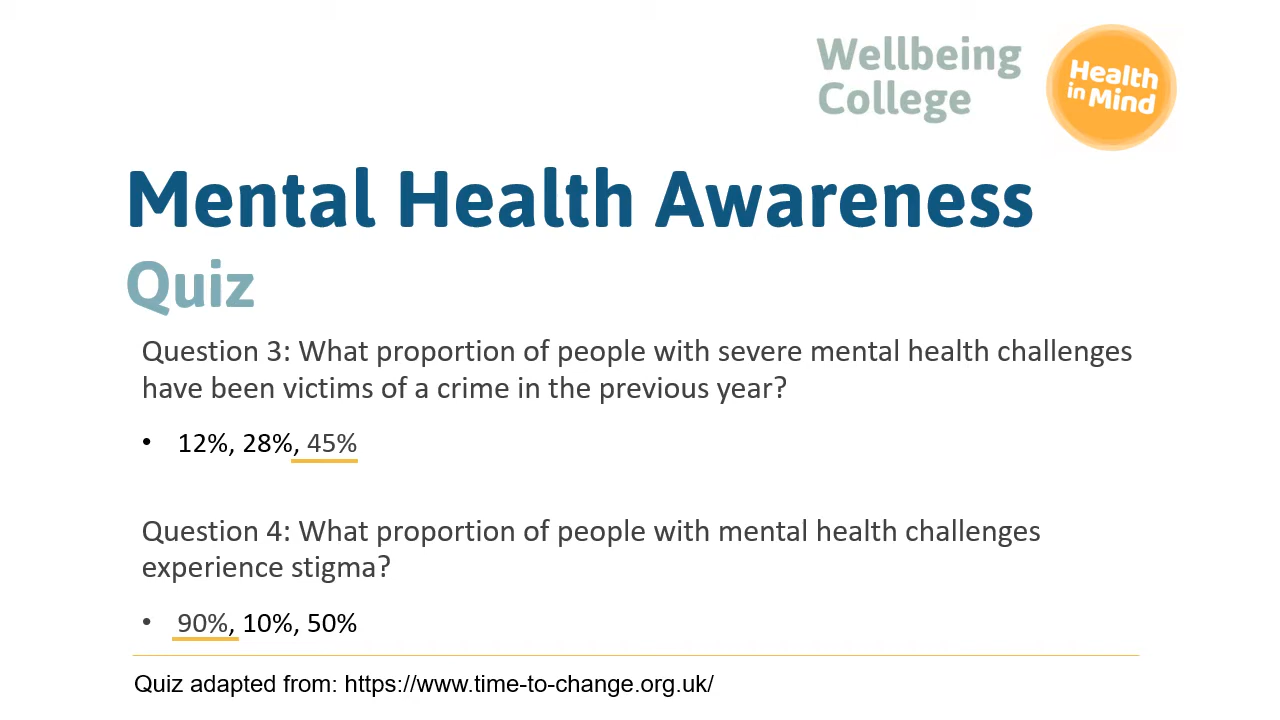 Wellbeing
College
Health
in Mind
Mental Health Awareness
Quiz
Question 3: What proportion of people with severe mental health challenges
have been victims of a crime in the previous year?
• 12%, 28%, 45%
Question 4: What proportion of people with mental health challenges
experience stigma?
• 90%, 10%, 50%
Quiz adapted from: https://www.time-to-change.org.uk/